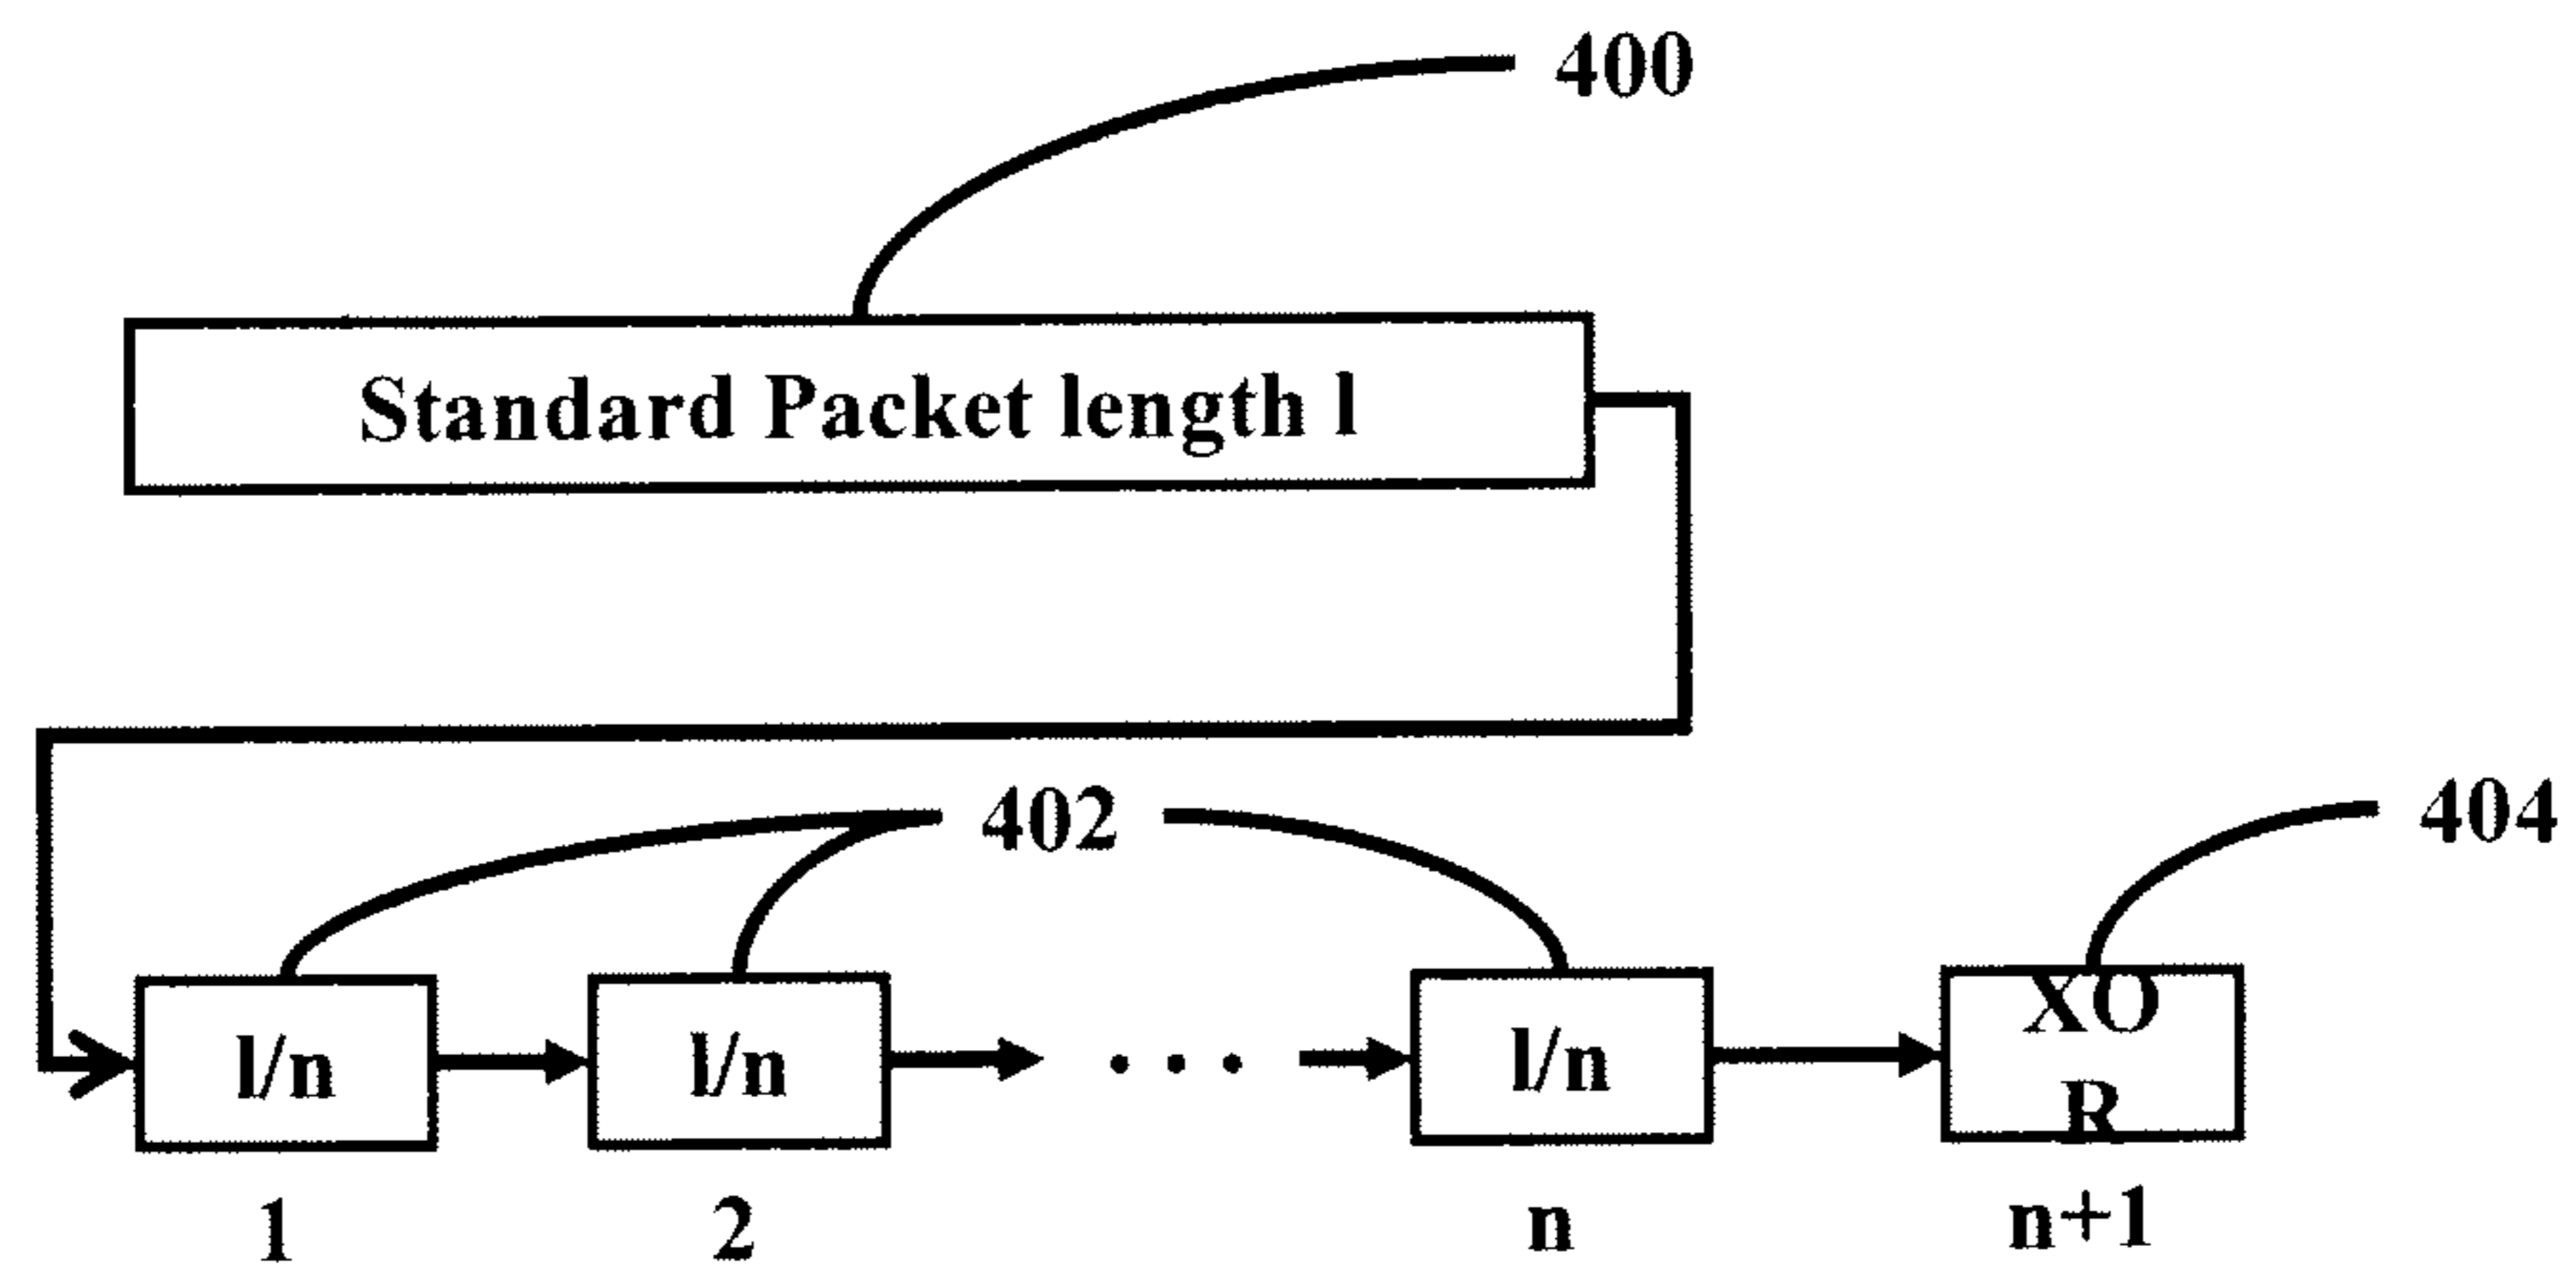 400
Standard Packet length l
402
404
l/n
l/n
. . .
l/n
XO
R
1
2
n
n+1